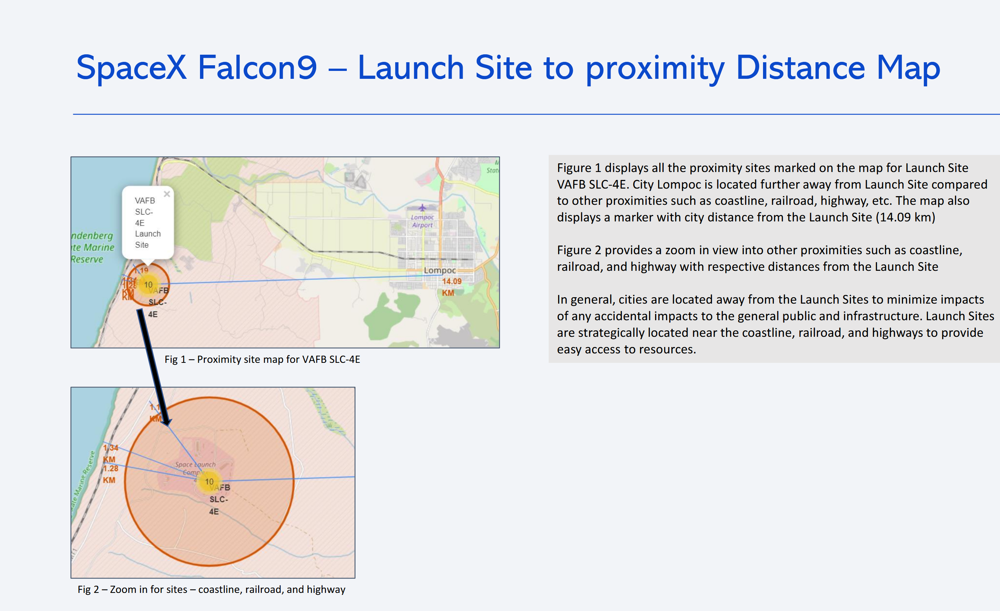 SpaceX Falcon9 – Launch Site to proximity Distance Map
VAFB
SLC-
4E
Launch
Site
ndenberg
te Marine
Reserve
1.19
1.34
1.28
KM
KM
10
VAFB
SLC-
4E
Lompoc
Airport
Lompoc
14.09
KM
M
Stat
Fig 1 – Proximity site map for VAFB SLC-4E
Figure 1 displays all the proximity sites marked on the map for Launch Site
VAFB SLC-4E. City Lompoc is located further away from Launch Site compared
to other proximities such as coastline, railroad, highway, etc. The map also
displays a marker with city distance from the Launch Site (14.09 km)
Figure 2 provides a zoom in view into other proximities such as coastline,
railroad, and highway with respective distances from the Launch Site
In general, cities are located away from the Launch Sites to minimize impacts
of any accidental impacts to the general public and infrastructure. Launch Sites
are strategically located near the coastline, railroad, and highways to provide
easy access to resources.
1.1
KM
1.34
KM
1.28
KM
Space Launch
Comp
10
VAFB
SLC-
4E
ate Marine Reserve
Fig 2 – Zoom in for sites – coastline, railroad, and highway